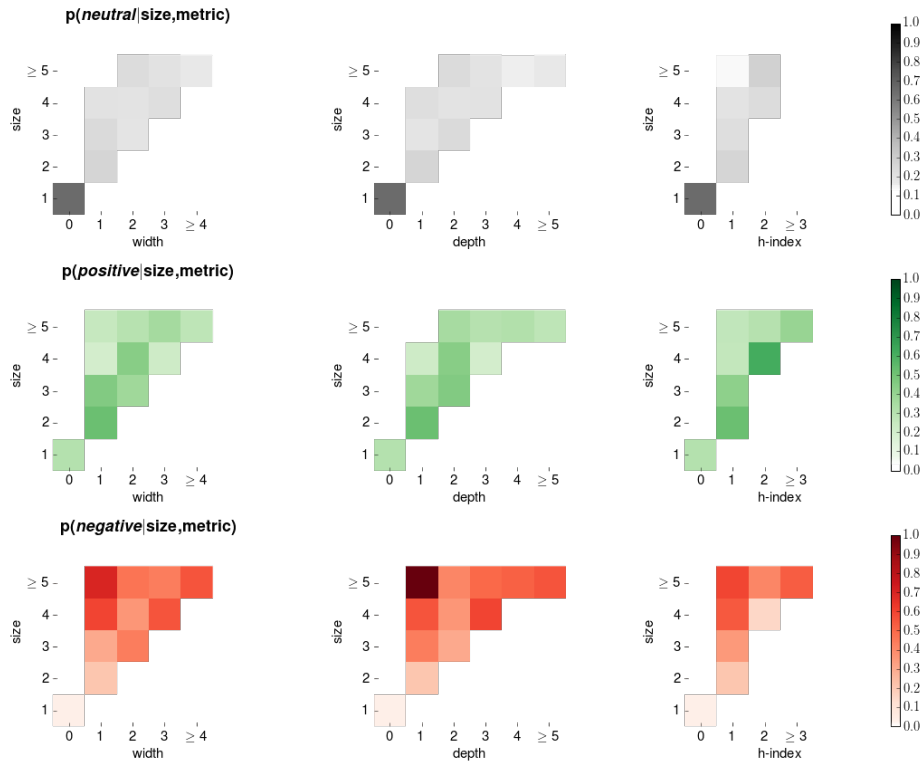 p(neutral|size,metric)
≥ 5
4
3
2
1
size
0 1 2 3 ≥ 4
width
≥ 5
4
3
2
1
size
0 1 2 3 4 ≥ 5
depth
≥ 5
4
3
2
1
size
0 1 2 ≥ 3
h-index
1.0
0.9
0.8
0.7
0.6
0.5
0.4
0.3
0.2
0.1
0.0
p(positive|size,metric)
≥ 5
4
3
2
1
size
0 1 2 3 ≥ 4
width
≥ 5
4
3
2
1
size
0 1 2 3 4 ≥ 5
depth
≥ 5
4
3
2
1
size
0 1 2 ≥ 3
h-index
1.0
0.9
0.8
0.7
0.6
0.5
0.4
0.3
0.2
0.1
0.0
p(negative|size,metric)
≥ 5
4
3
2
1
size
0 1 2 3 ≥ 4
width
≥ 5
4
3
2
1
size
0 1 2 3 4 ≥ 5
depth
≥ 5
4
3
2
1
size
0 1 2 ≥ 3
h-index
1.0
0.9
0.8
0.7
0.6
0.5
0.4
0.3
0.2
0.1
0.0